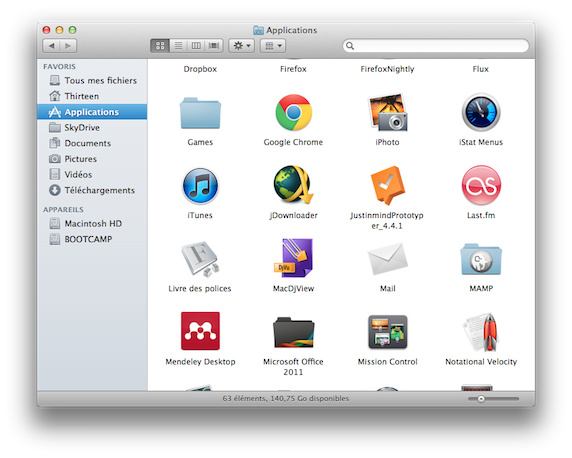 Applications
FAVORIS
Tous mes fichiers
Thirteen
Applications
SkyDrive
Documents
Pictures
Vidéos
Téléchargements
APPAREILS
Macintosh HD
BOOTCAMP
Dropbox
Firefox
FirefoxNightly
Flux
Games
Google Chrome
iPhoto
iStat Menus
iTunes
jDownloader
JustinmindPrototyp
er_4.4.1
Last.fm
Livre des polices
MacDjView
Mail
MAMP
Mendeley Desktop
Microsoft Office
2011
Mission Control
Notational Velocity
63 éléments, 140,75 Go disponibles